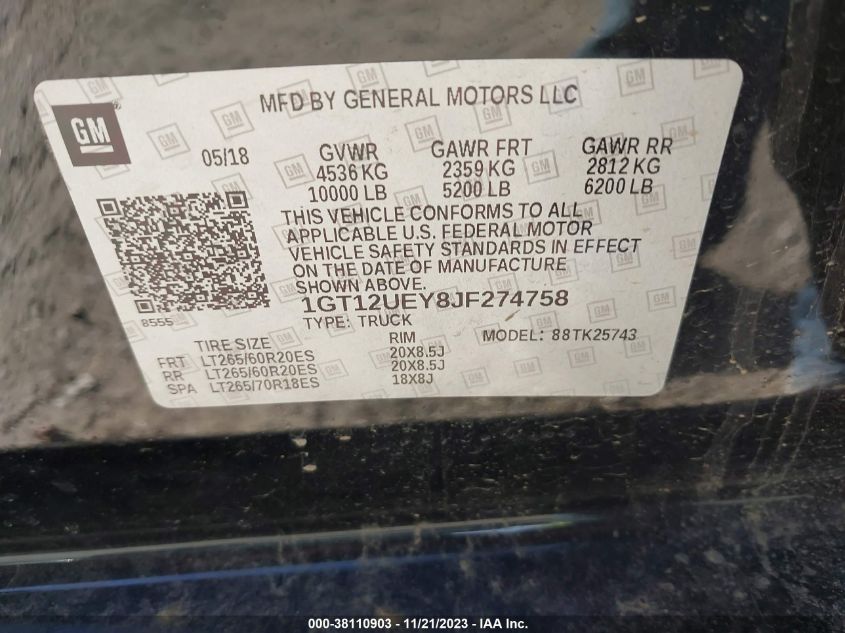 GM
MFD BY GENERAL MOTORS LLC
05/18 GVWR GAWR FRT GAWR RR
4536 KG 2359 KG 2812 KG
10000 LB 5200 LB 6200 LB
THIS VEHICLE CONFORMS TO ALL
APPLICABLE U.S. FEDERAL MOTOR
VEHICLE SAFETY STANDARDS IN EFFECT
ON THE DATE OF MANUFACTURE
SHOWN ABOVE.
8555 1GT12UEY8JF274758
TYPE: TRUCK MODEL: 88TK25743
TIRE SIZE RIM
FRT LT265/60R20ES 20X8.5J
RR LT265/60R20ES 20X8.5J
SPA LT265/70R18ES 18X8J
000-38110903 — 11/21/2023 — IAA Inc.